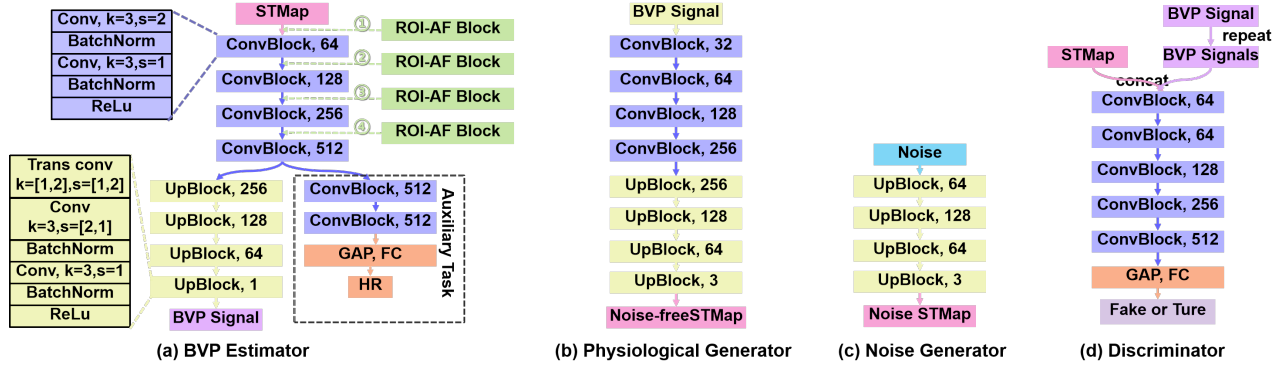 Conv, k=3,s=2
BatchNorm
Conv, k=3,s=1
BatchNorm
ReLu
Trans conv
k=[1,2],s=[1,2]
Conv
k=3,s=[2,1]
BatchNorm
Conv, k=3,s=1
BatchNorm
ReLu
STMap
①
ROI-AF Block
ConvBlock, 64
②
ROI-AF Block
ConvBlock, 128
③
ROI-AF Block
ConvBlock, 256
④
ROI-AF Block
ConvBlock, 512
UpBlock, 256
UpBlock, 128
UpBlock, 64
UpBlock, 1
BVP Signal
ConvBlock, 512
ConvBlock, 512
GAP, FC
HR
Auxiliary
Task
(a) BVP Estimator
BVP Signal
ConvBlock, 32
ConvBlock, 64
ConvBlock, 128
ConvBlock, 256
UpBlock, 256
UpBlock, 128
UpBlock, 64
UpBlock, 3
Noise-freeSTMap
(b) Physiological Generator
Noise
UpBlock, 64
UpBlock, 128
UpBlock, 64
UpBlock, 3
Noise STMap
(c) Noise Generator
BVP Signal
repeat
STMap
BVP Signals
concat
ConvBlock, 64
ConvBlock, 64
ConvBlock, 128
ConvBlock, 256
ConvBlock, 512
GAP, FC
Fake or Ture
(d) Discriminator